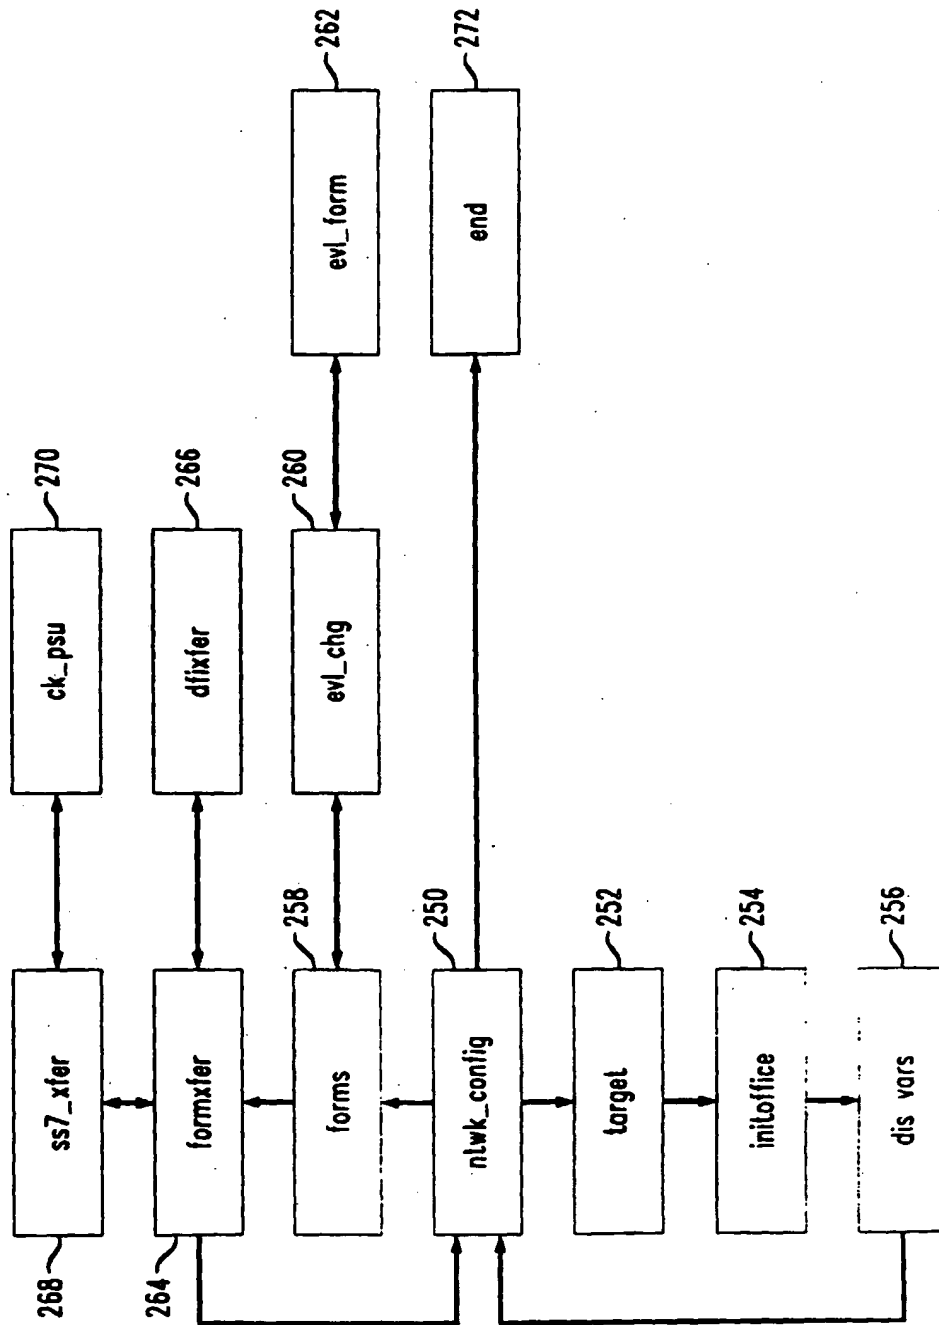 268
ss7_xfer
ck_psu
270
264
formxfer
dfixfer
266
forms
258
evl_chg
260
evl_form
262
ntwk_config
250
end
272
target
252
initoffice
254
dis vars
256